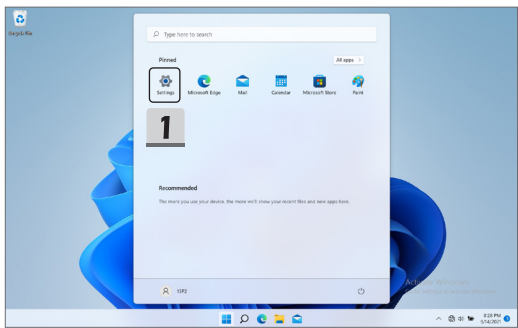 Recycle Bin
Type here to search
Pinned
All apps >
Settings
Microsoft Edge
Mail
Calendar
Microsoft Store
Paint
1
Recommended
The more you use your device, the more we'll show your recent files and new apps here.
Activate Windows
8:28 PM
5/14/2021